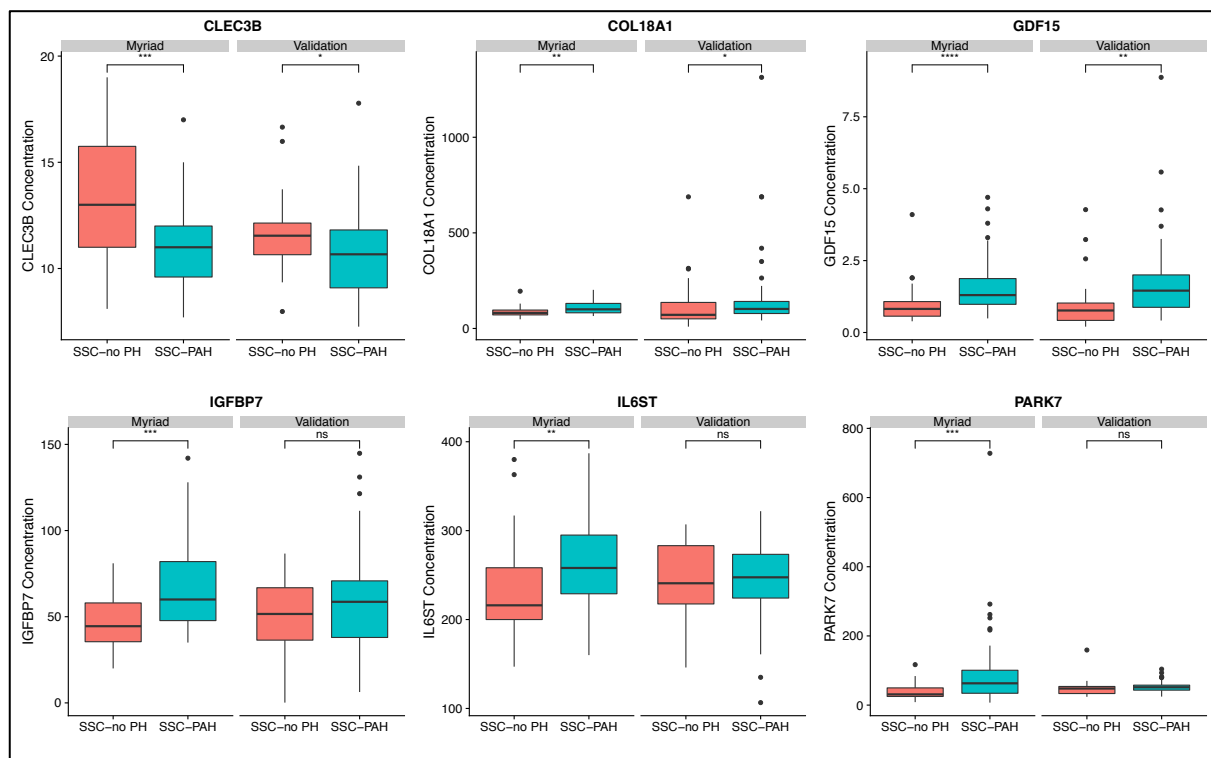 CLEC3B
COL18A1
GDF15
Myriad Validation
Myriad Validation
Myriad Validation
*** *
** *
**** **
CLEC3B Concentration
20
15
10
SSC−no PH SSC−PAH SSC−no PH SSC−PAH
COL18A1 Concentration
1000
500
0
SSC−no PH SSC−PAH SSC−no PH SSC−PAH
GDF15 Concentration
7.5
5.0
2.5
0.0
SSC−no PH SSC−PAH SSC−no PH SSC−PAH
IGFBP7
IL6ST
PARK7
Myriad Validation
Myriad Validation
Myriad Validation
*** ns
** ns
*** ns
IGFBP7 Concentration
150
100
50
0
SSC−no PH SSC−PAH SSC−no PH SSC−PAH
IL6ST Concentration
400
300
200
100
SSC−no PH SSC−PAH SSC−no PH SSC−PAH
PARK7 Concentration
800
600
400
200
0
SSC−no PH SSC−PAH SSC−no PH SSC−PAH